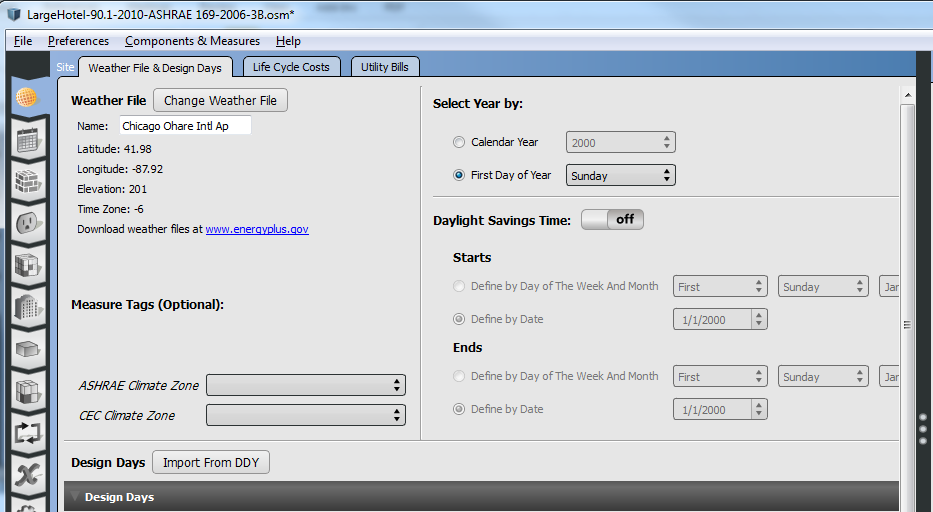 LargeHotel-90.1-2010-ASHRAE 169-2006-3B.osm*
File Preferences Components & Measures Help
Site Weather File & Design Days Life Cycle Costs Utility Bills
Weather File Change Weather File
Name: Chicago Ohare Intl Ap
Latitude: 41.98
Longitude: -87.92
Elevation: 201
Time Zone: -6
Download weather files at www.energyplus.gov
Measure Tags (Optional):
ASHRAE Climate Zone
CEC Climate Zone
Select Year by:
Calendar Year 2000
First Day of Year Sunday
Daylight Savings Time: off
Starts
Define by Day of The Week And Month First Sunday Jan
Define by Date 1/1/2000
Ends
Define by Day of The Week And Month First Sunday Jan
Define by Date 1/1/2000
Design Days Import From DDY
Design Days